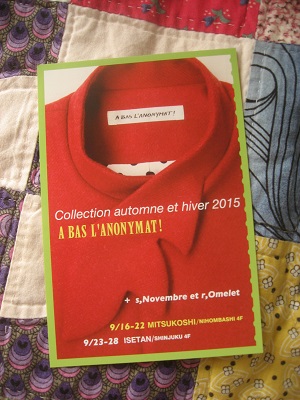 A BAS L'ANONYMAT!
Collection automne et hiver 2015
A BAS L'ANONYMAT!
+ s,Novembre et r,Omelet
9/16-22 MITSUKOSHI/NIHOMBASHI 4F
9/23-28 ISETAN/SHINJUKU 4F